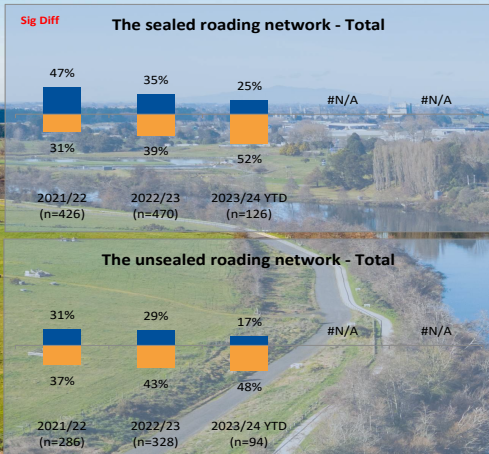 Sig Diff
The sealed roading network - Total
47% 35% 25% #N/A #N/A
31% 39% 52%
2021/22 2022/23 2023/24 YTD
(n=426) (n=470) (n=126)
The unsealed roading network - Total
31% 29% 17% #N/A #N/A
37% 43% 48%
2021/22 2022/23 2023/24 YTD
(n=286) (n=328) (n=94)